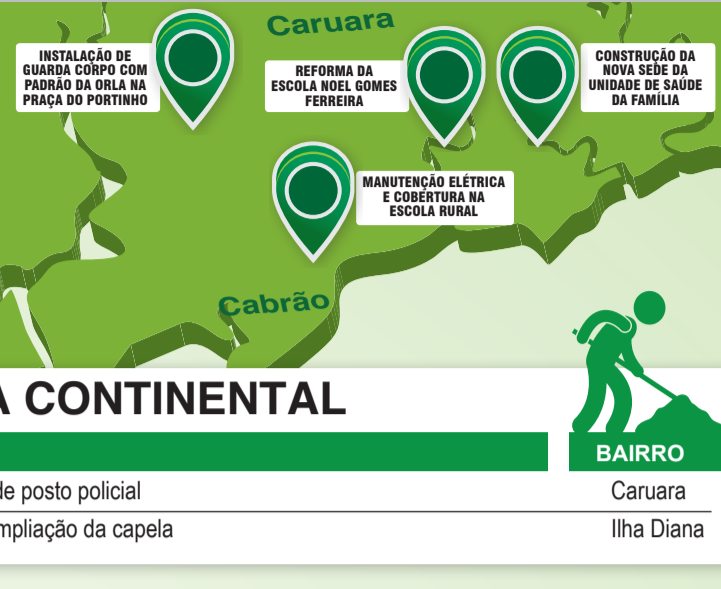 Caruara
INSTALAÇÃO DE
GUARDA CORPO COM
PADRÃO DA ORLA NA
PRAÇA DO PORTINHO
REFORMA DA
ESCOLA NOEL GOMES
FERREIRA
CONSTRUÇÃO DA
NOVA SEDE DA
UNIDADE DE SAÚDE
DA FAMÍLIA
MANUTENÇÃO ELÉTRICA
E COBERTURA NA
ESCOLA RURAL
Cabrão
A CONTINENTAL
BAIRRO
de posto policial Caruara
mpliação da capela Ilha Diana